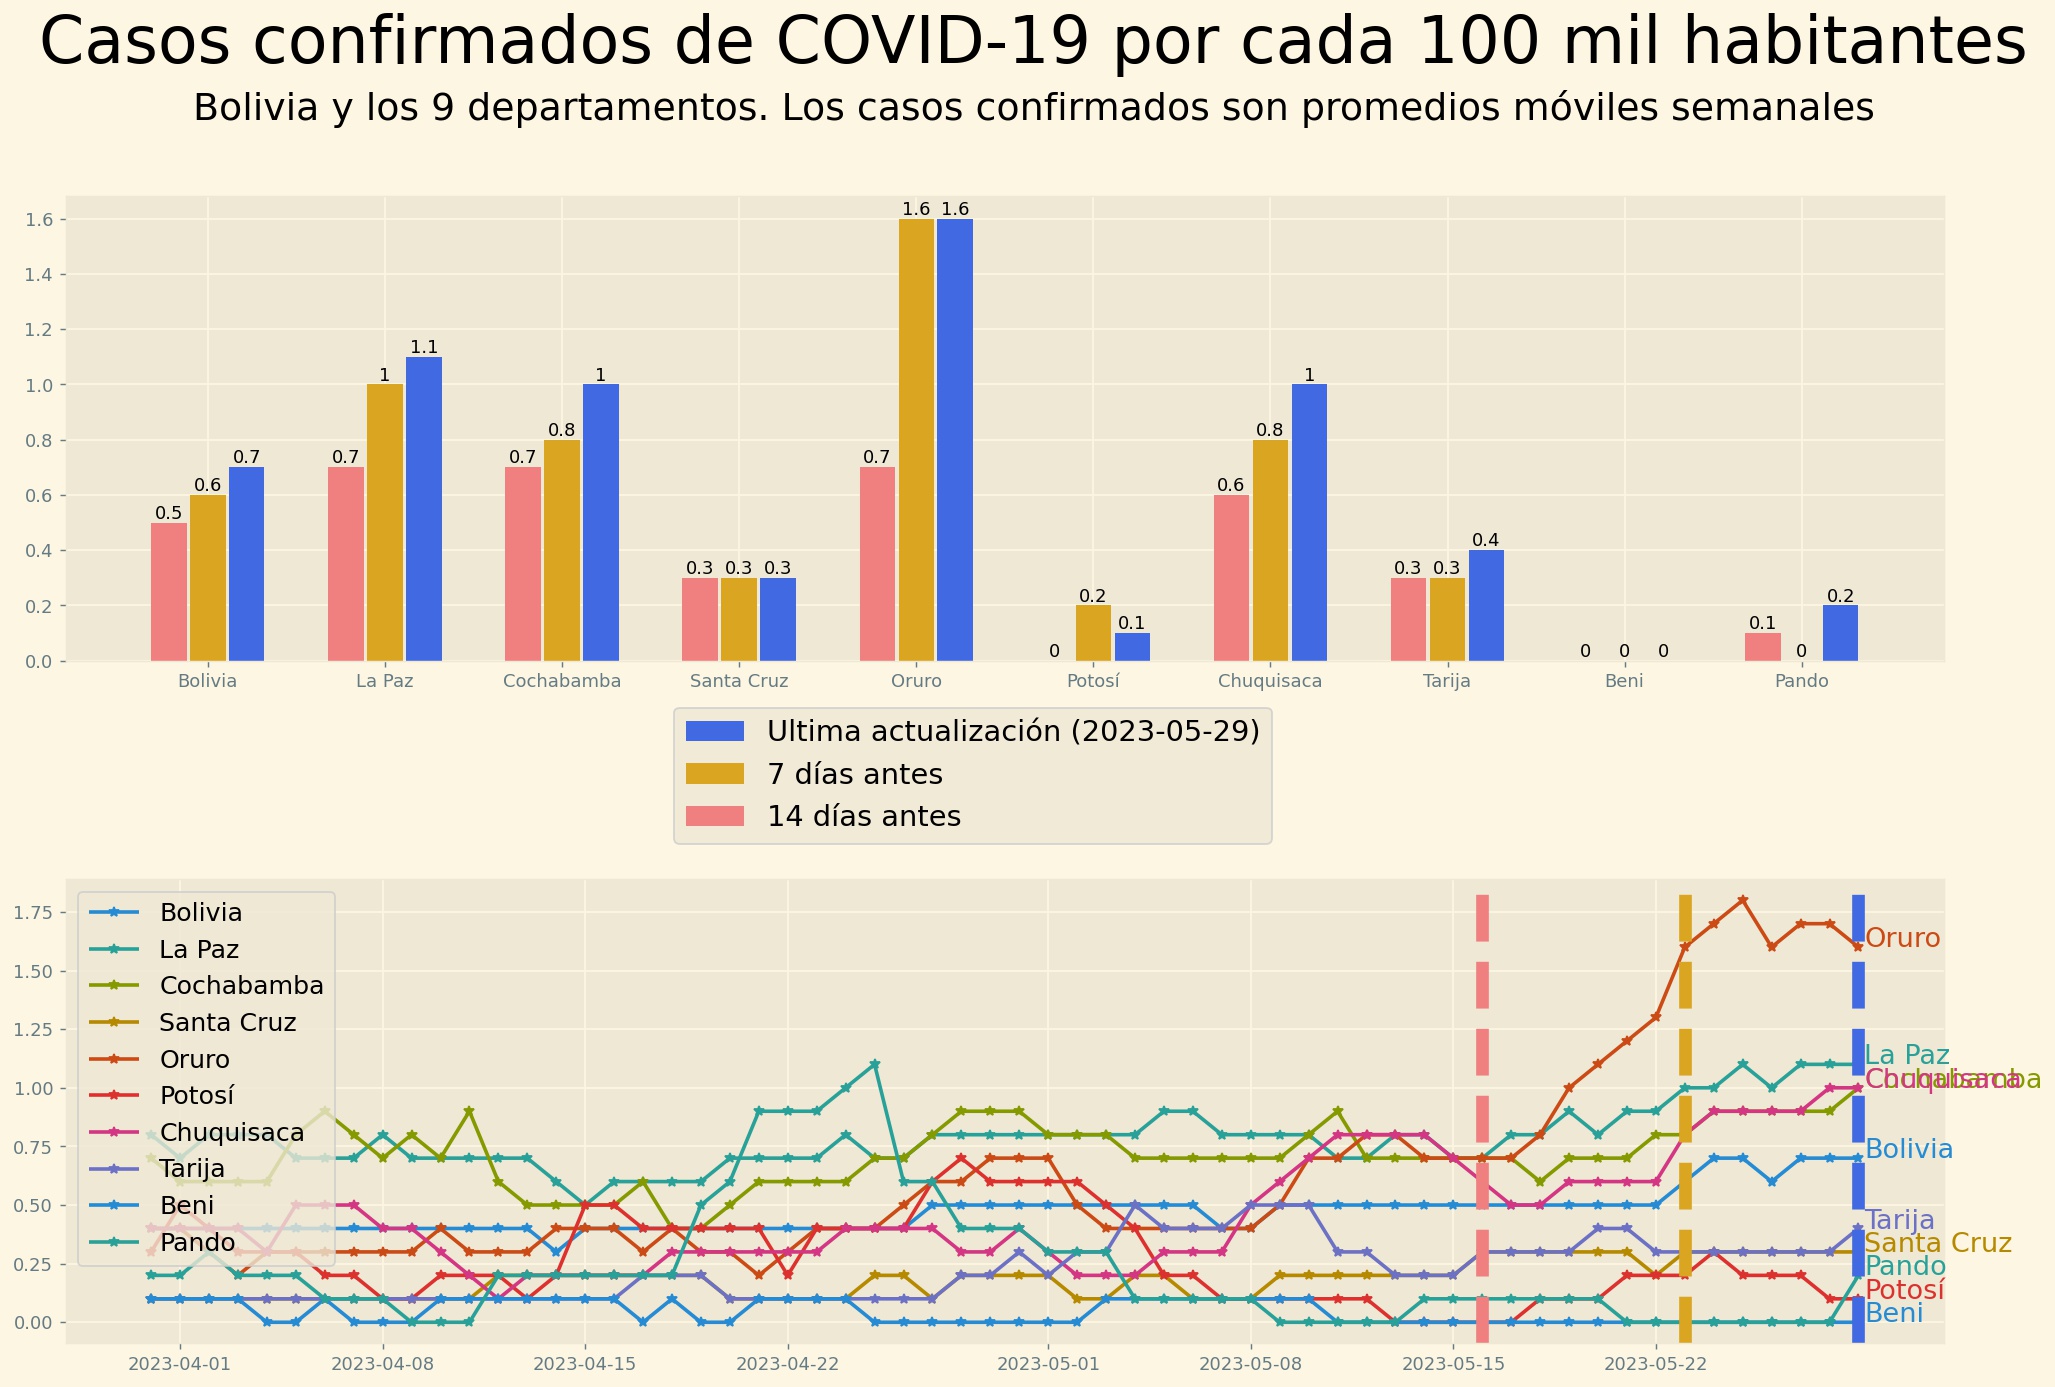 Casos confirmados de COVID-19 por cada 100 mil habitantes
Bolivia y los 9 departamentos. Los casos confirmados son promedios móviles semanales
1.6
1.4
1.2
1.0
0.8
0.6
0.4
0.2
0.0
0.5 0.6 0.7
0.7 1 1.1
0.7 0.8 1
0.3 0.3 0.3
0.7 1.6 1.6
0 0.2 0.1
0.6 0.8 1
0.3 0.3 0.4
0 0 0
0.1 0 0.2
Bolivia La Paz Cochabamba Santa Cruz Oruro Potosí Chuquisaca Tarija Beni Pando
Ultima actualización (2023-05-29)
7 días antes
14 días antes
1.75
1.50
1.25
1.00
0.75
0.50
0.25
0.00
Bolivia
La Paz
Cochabamba
Santa Cruz
Oruro
Potosí
Chuquisaca
Tarija
Beni
Pando
Oruro
La Paz
Cochabamba
Chuquisaca
Bolivia
Tarija
Santa Cruz
Pando
Potosí
Beni
2023-04-01 2023-04-08 2023-04-15 2023-04-22 2023-05-01 2023-05-08 2023-05-15 2023-05-22